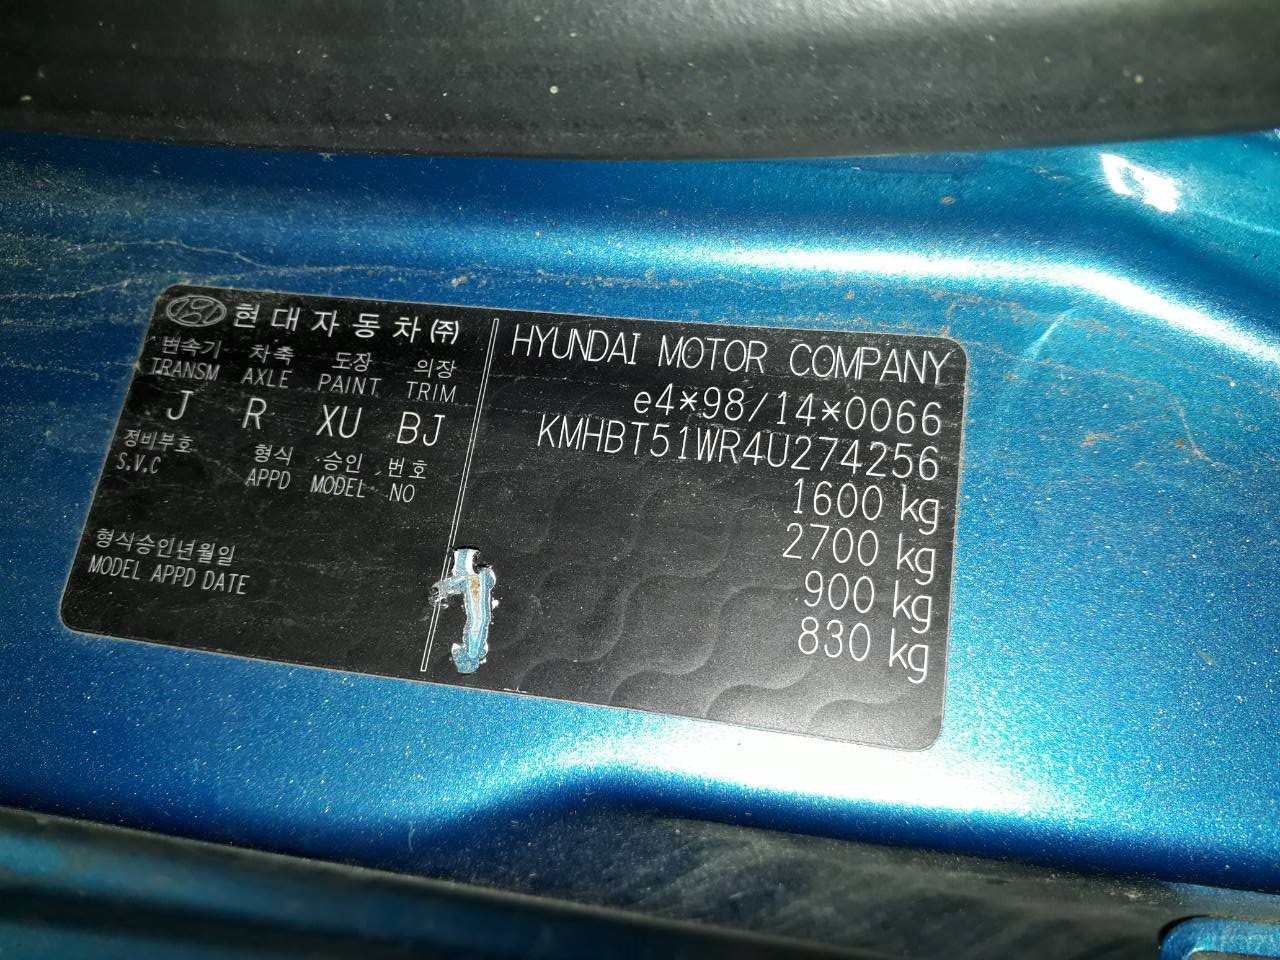 현대자동차㈜
변속기 차축 도장 의장
TRANSM AXLE PAINT TRIM
J R XU BJ
정비부호 형식 승인 번호
S.V.C APPD MODEL NO
형식승인년월일
MODEL APPD DATE
HYUNDAI MOTOR COMPANY
e4*98/14*0066
KMHBT51WR4U274256
1600 kg
2700 kg
900 kg
830 kg